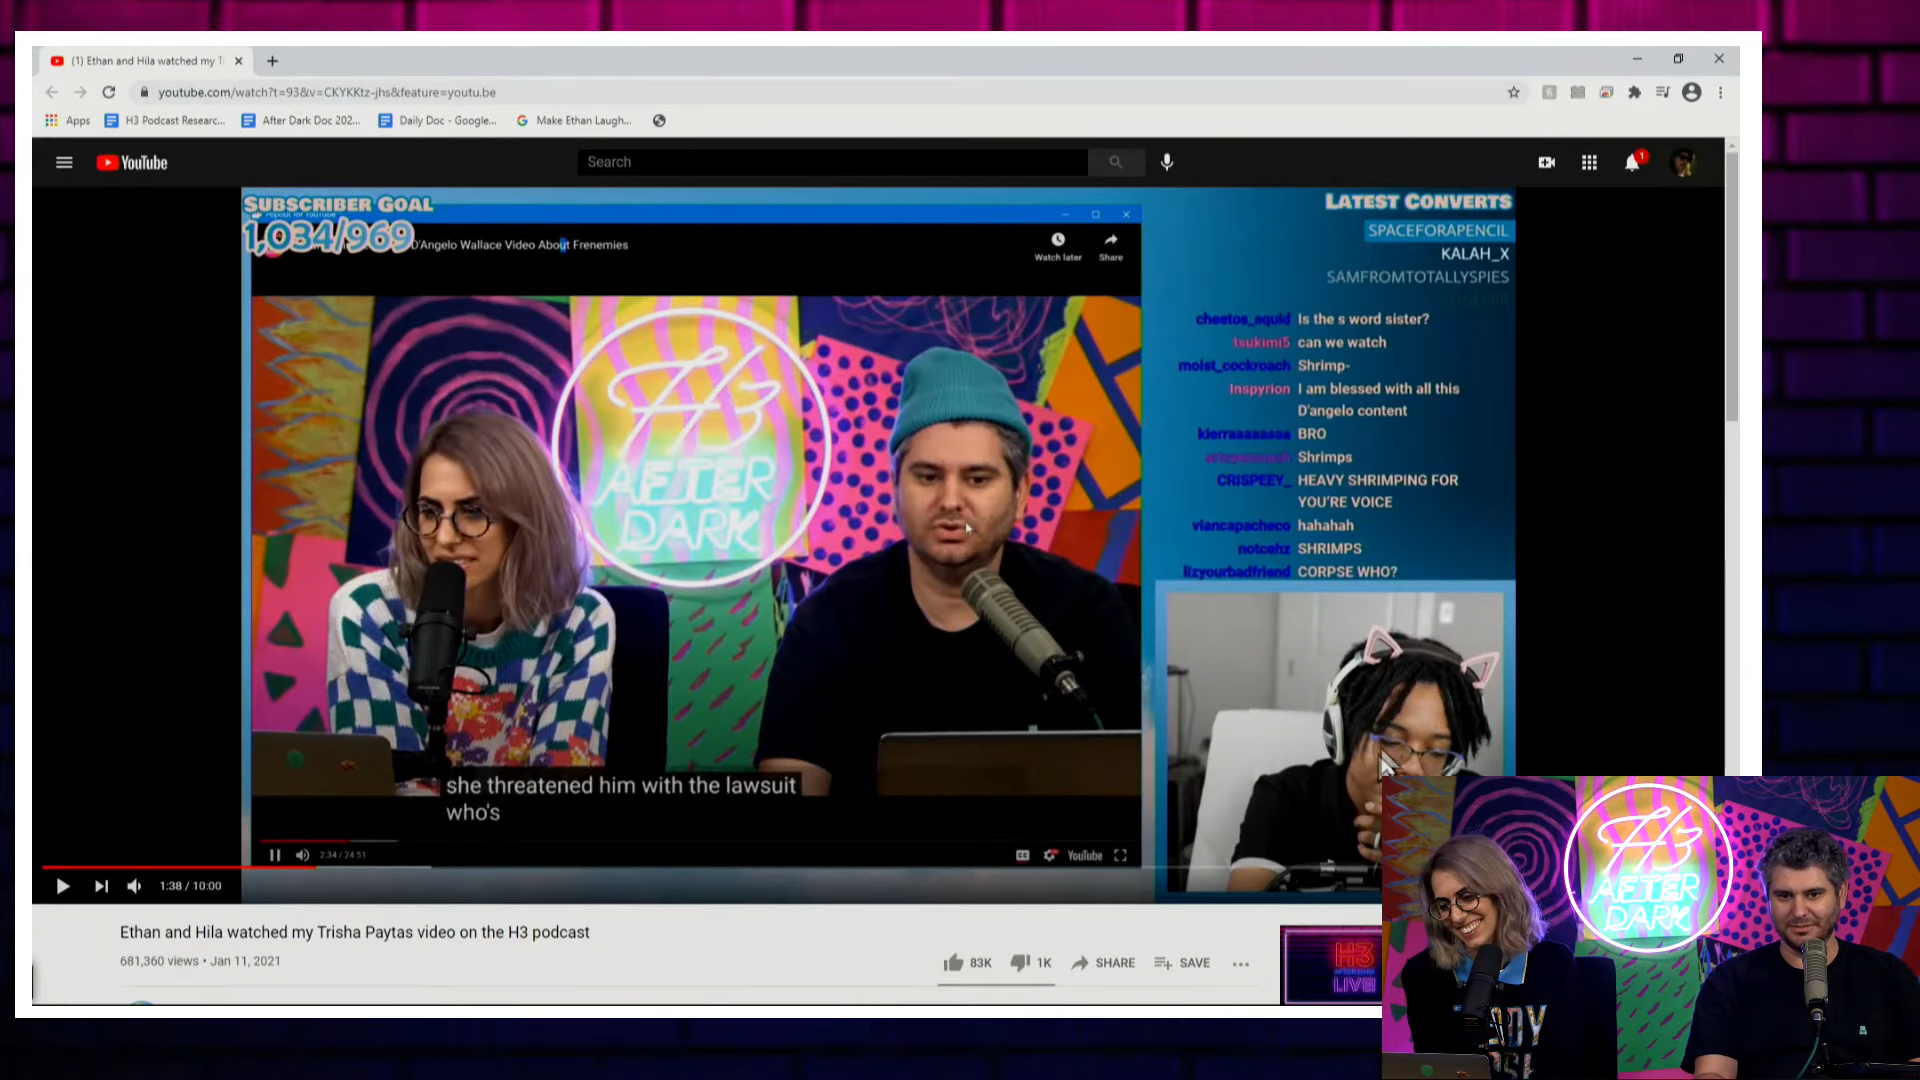 (1) Ethan and Hila watched my T
youtube.com/watch?t=93&v=CKYKKtz-jhs&feature=youtu.be
Apps
H3 Podcast Researc...
After Dark Doc 202...
Daily Doc - Google...
Make Ethan Laugh...
YouTube
Search
1
SUBSCRIBER GOAL
1,034/969
D'Angelo Wallace Video About Frenemies
Watch later
Share
LATEST CONVERTS
SPACEFORAPENCIL
KALAH_X
SAMFROMTOTALLYSPIES
cheetos_squid Is the s word sister?
tsukimi5 can we watch
moist_cockroach Shrimp-
Inspyrion I am blessed with all this
D'angelo content
kierraaaaaaaa BRO
Shrimps
CRISPEEY_ HEAVY SHRIMPING FOR
YOU'RE VOICE
viancapacheco hahahah
notcehz SHRIMPS
lizyourbadfriend CORPSE WHO?
H3
AFTER
DARK
she threatened him with the lawsuit
who's
2:34 / 24:51
YouTube
1:38 / 10:00
Ethan and Hila watched my Trisha Paytas video on the H3 podcast
681,360 views • Jan 11, 2021
83K
1K
SHARE
SAVE
H3
AFTER DARK
LIVE!
H3
AFTER
DARK